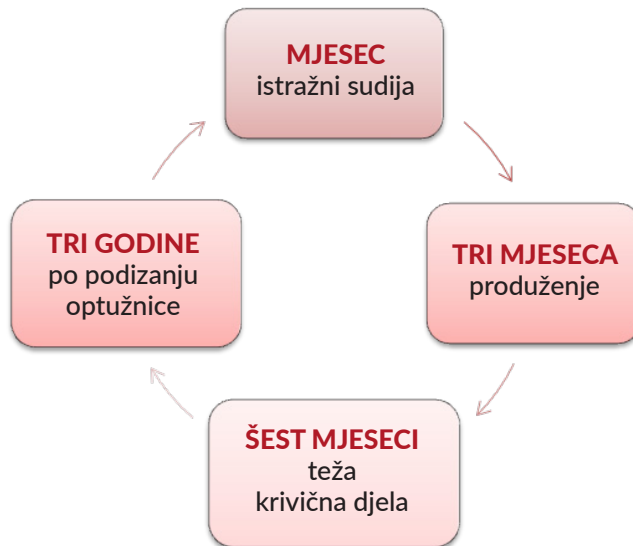 MJESEC
istražni sudija
TRI MJESECA
produženje
ŠEST MJESECI
teža
krivična djela
TRI GODINE
po podizanju
optužnice